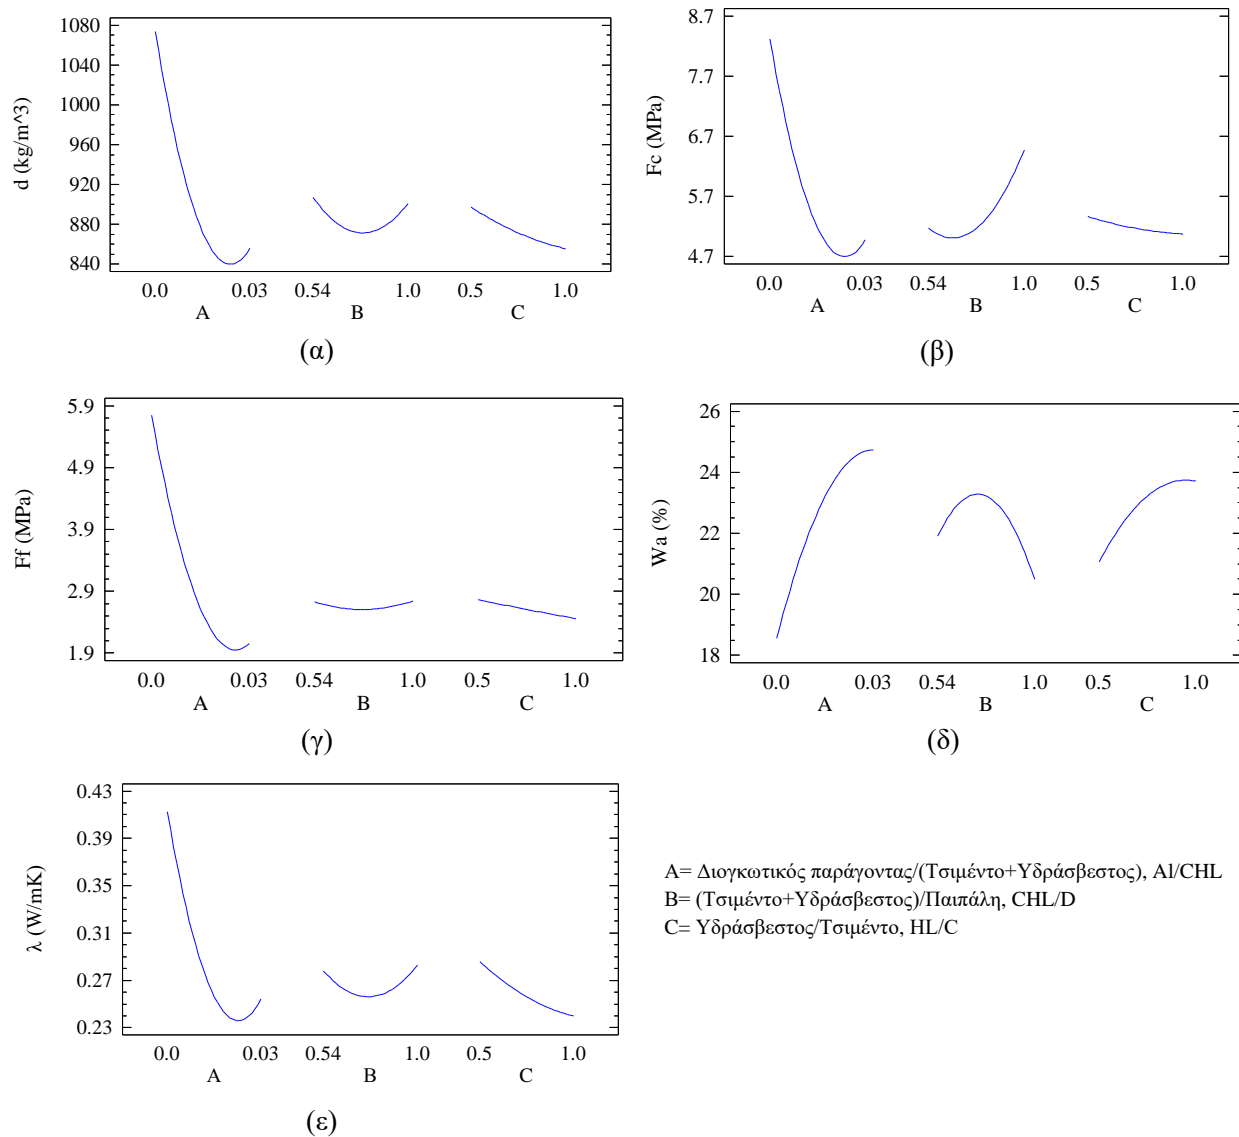 d (kg/m^3)
1080
1040
1000
960
920
880
840
0.0 0.03 0.54 1.0 0.5 1.0
A B C
(α)
Fc (MPa)
8.7
7.7
6.7
5.7
4.7
0.0 0.03 0.54 1.0 0.5 1.0
A B C
(β)
Ff (MPa)
5.9
4.9
3.9
2.9
1.9
0.0 0.03 0.54 1.0 0.5 1.0
A B C
(γ)
Wa (%)
26
24
22
20
18
0.0 0.03 0.54 1.0 0.5 1.0
A B C
(δ)
λ (W/mK)
0.43
0.39
0.35
0.31
0.27
0.23
0.0 0.03 0.54 1.0 0.5 1.0
A B C
(ε)
A= Διογκωτικός παράγοντας/(Τσιμέντο+Υδράσβεστος), Al/CHL
B= (Τσιμέντο+Υδράσβεστος)/Παιπάλη, CHL/D
C= Υδράσβεστος/Τσιμέντο, HL/C